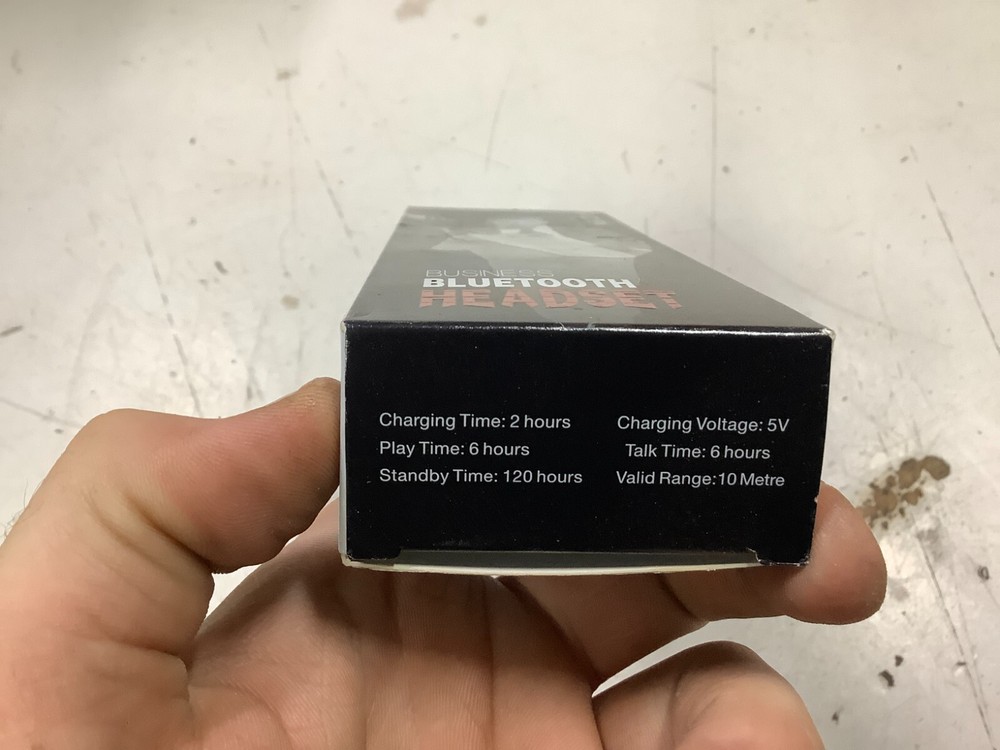 BUSINESS
BLUETOOTH
HEADSET
Charging Time: 2 hours
Play Time: 6 hours
Standby Time: 120 hours
Charging Voltage: 5V
Talk Time: 6 hours
Valid Range:10 Metre